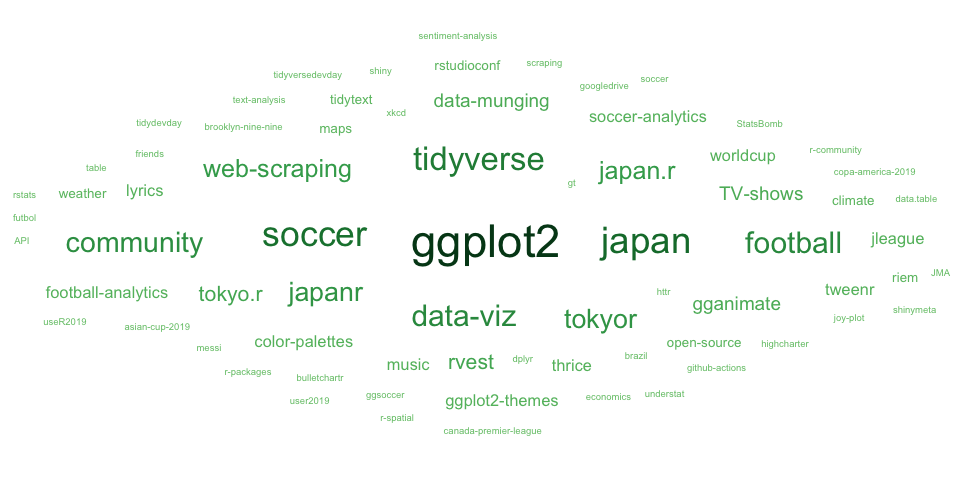 sentiment-analysis
rstudioconf
scraping
tidyversedevday
shiny
soccer
googledrive
text-analysis
tidytext
data-munging
xkcd
soccer-analytics
tidydevday
brooklyn-nine-nine
maps
StatsBomb
friends
tidyverse
worldcup
r-community
table
web-scraping
japan.r
copa-america-2019
gt
rstats
weather
lyrics
TV-shows
climate
data.table
futbol
API
community
soccer
ggplot2
japan
football
jleague
JMA
riem
football-analytics
tokyo.r
japanr
httr
gganimate
tweenr
shinymeta
useR2019
asian-cup-2019
data-viz
tokyor
joy-plot
messi
color-palettes
open-source
highcharter
brazil
r-packages
music
rvest
dplyr
thrice
github-actions
bulletchartr
user2019
ggsoccer
ggplot2-themes
economics
understat
r-spatial
canada-premier-league